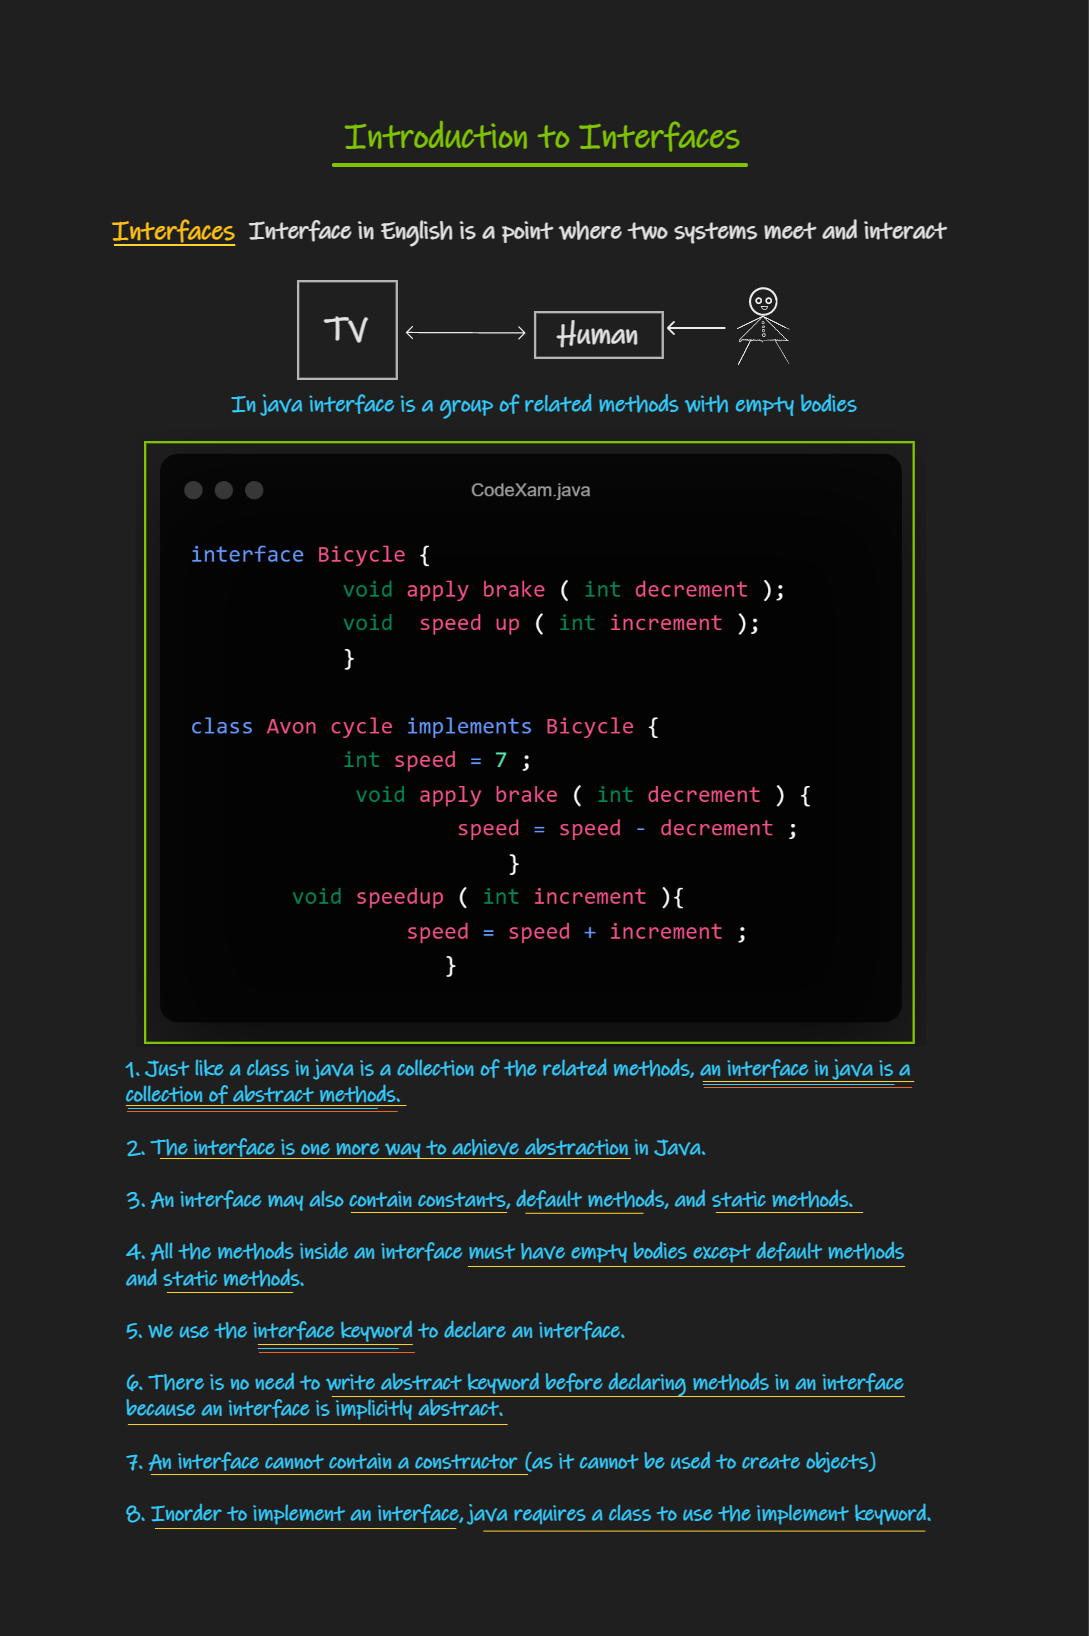 Introduction to Interfaces
Interfaces Interface in English is a point where two systems meet and interact
TV
Human
In java interface is a group of related methods with empty bodies
CodeXam.java
interface Bicycle {
void apply brake ( int decrement );
void speed up ( int increment );
}
class Avon cycle implements Bicycle {
int speed = 7 ;
void apply brake ( int decrement ) {
speed = speed - decrement ;
}
void speedup ( int increment ){
speed = speed + increment ;
}
1. Just like a class in java is a collection of the related methods, an interface in java is a
collection of abstract methods.
2. The interface is one more way to achieve abstraction in Java.
3. An interface may also contain constants, default methods, and static methods.
4. All the methods inside an interface must have empty bodies except default methods
and static methods.
5. We use the interface keyword to declare an interface.
6. There is no need to write abstract keyword before declaring methods in an interface
because an interface is implicitly abstract.
7. An interface cannot contain a constructor (as it cannot be used to create objects)
8. Inorder to implement an interface, java requires a class to use the implement keyword.